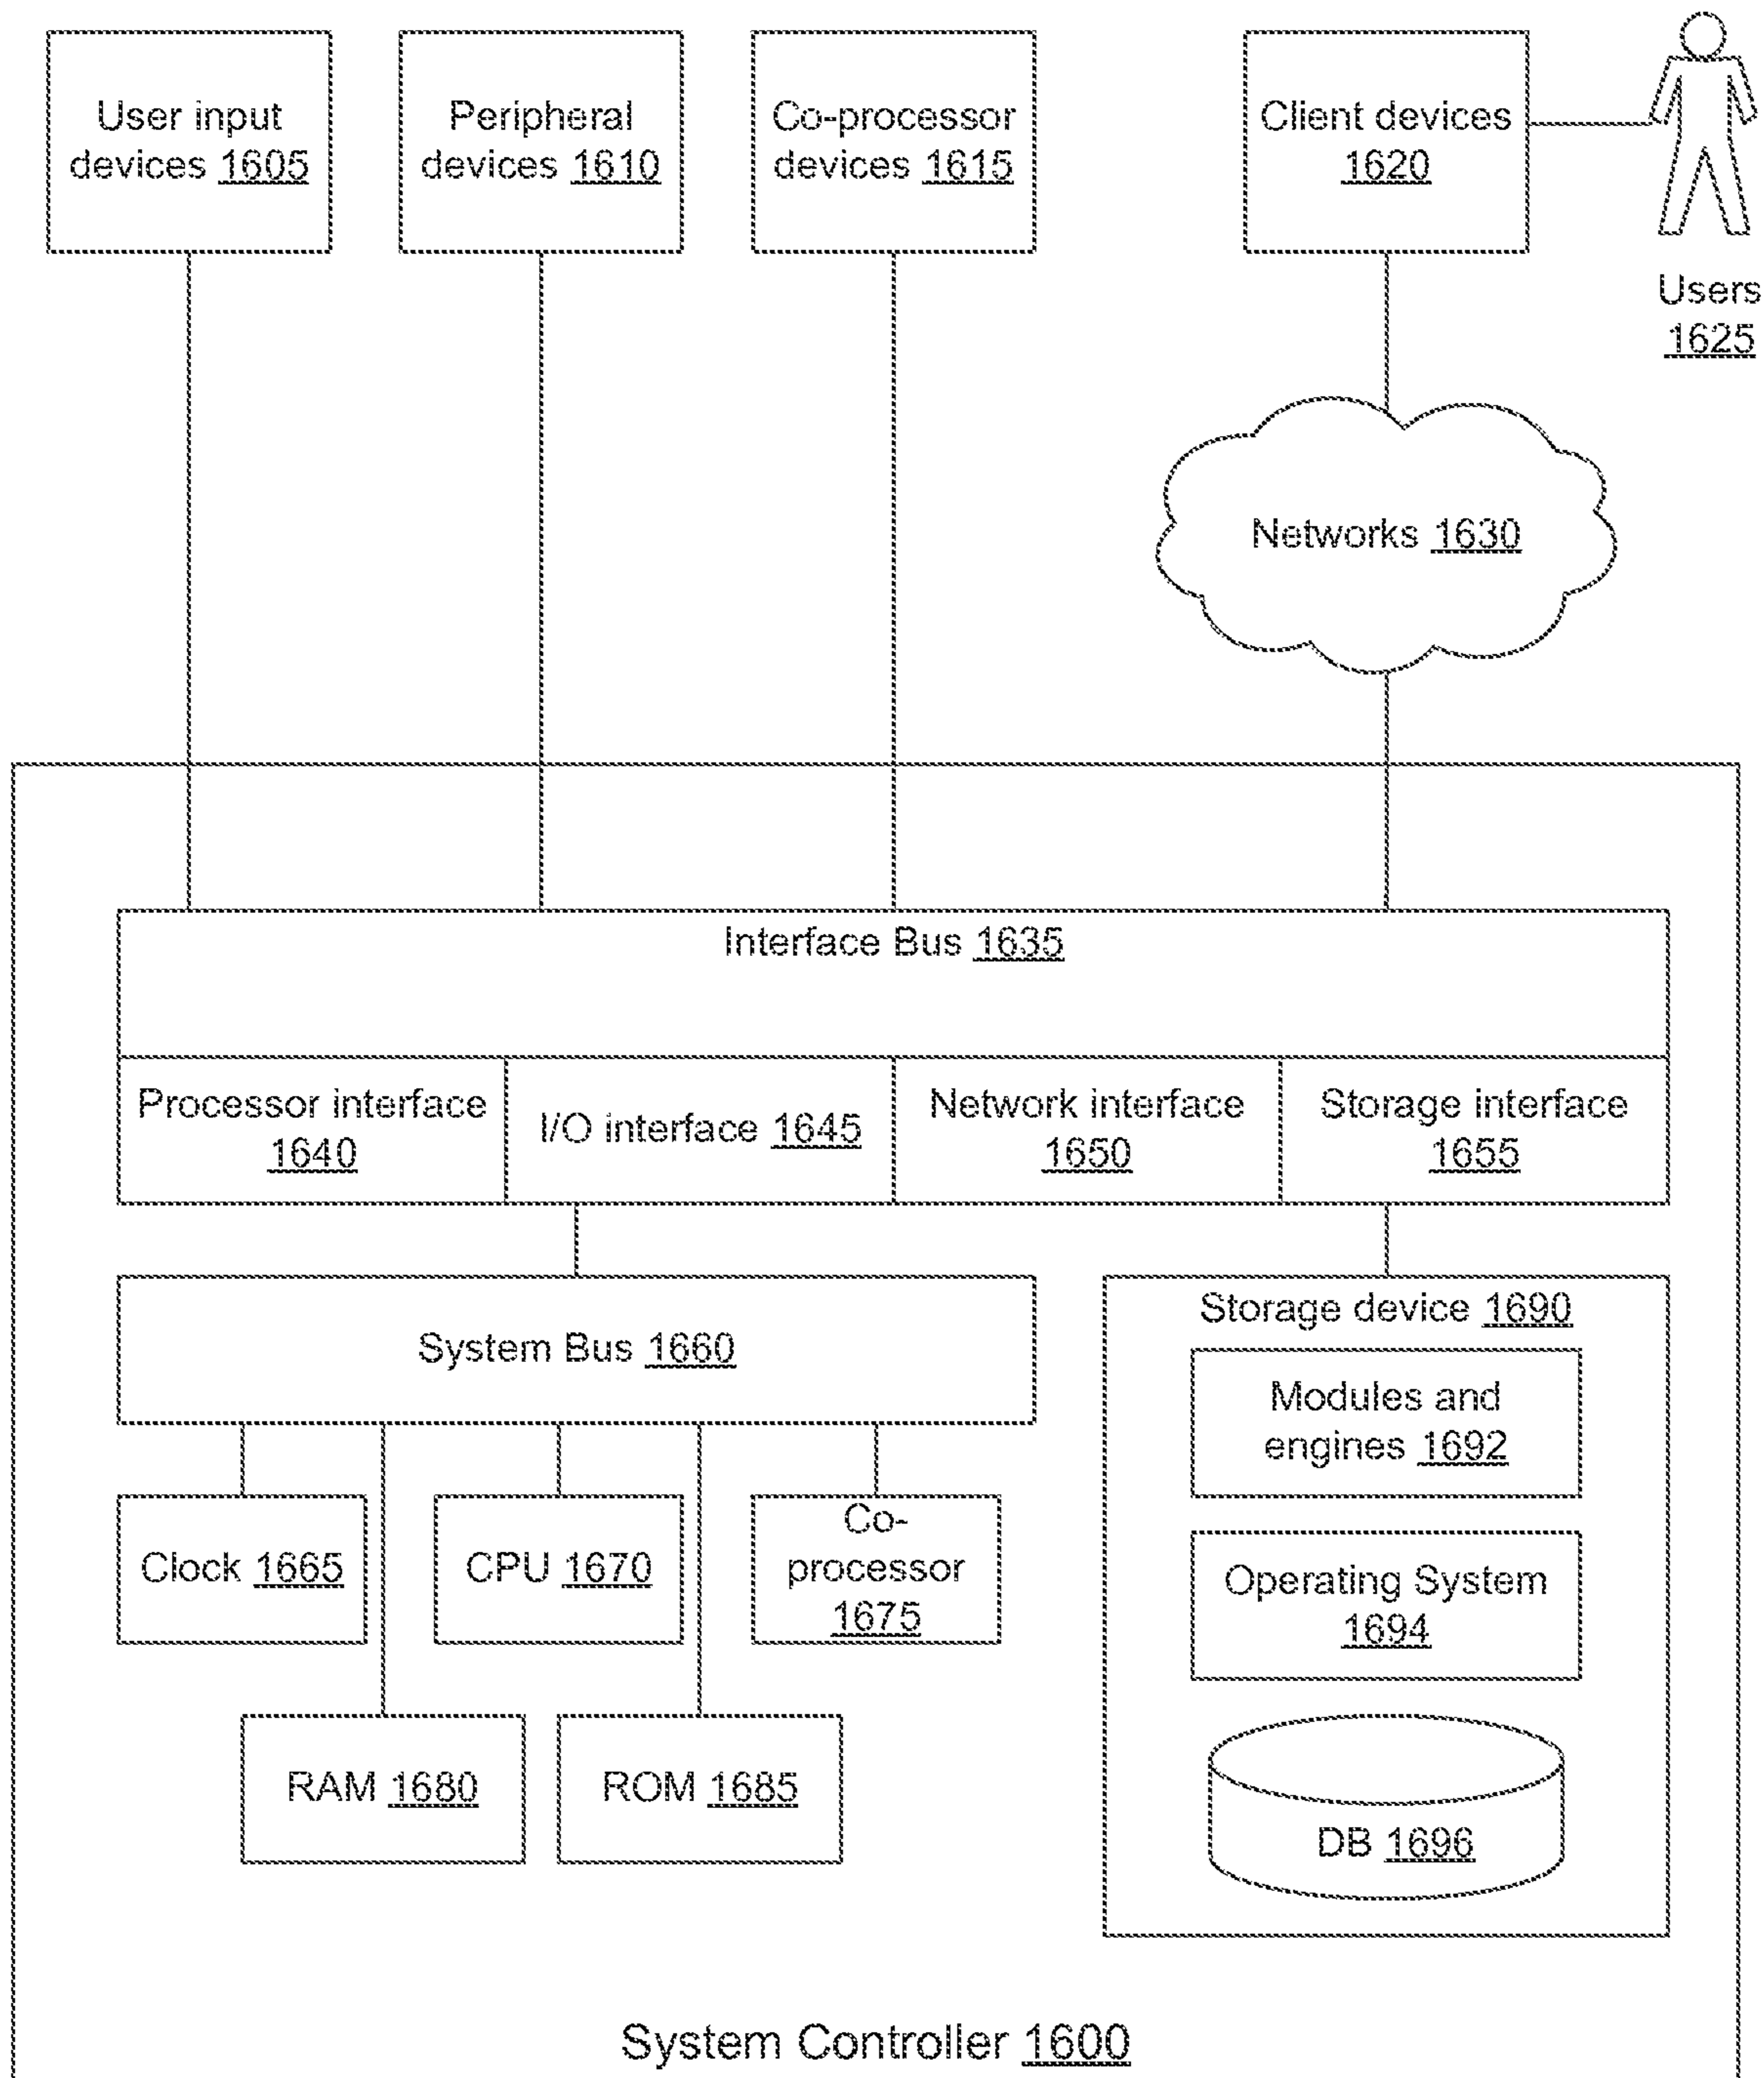 User input
devices 1605
Peripheral
devices 1610
Co-processor
devices 1615
Client devices
1620
Users
1625
Networks 1630
Interface Bus 1635
Processor interface
1640
I/O interface 1645
Network interface
1650
Storage interface
1655
System Bus 1660
Storage device 1690
Modules and
engines 1692
Clock 1665
CPU 1670
Co-
processor
1675
Operating System
1694
RAM 1680
ROM 1685
DB 1696
System Controller 1600